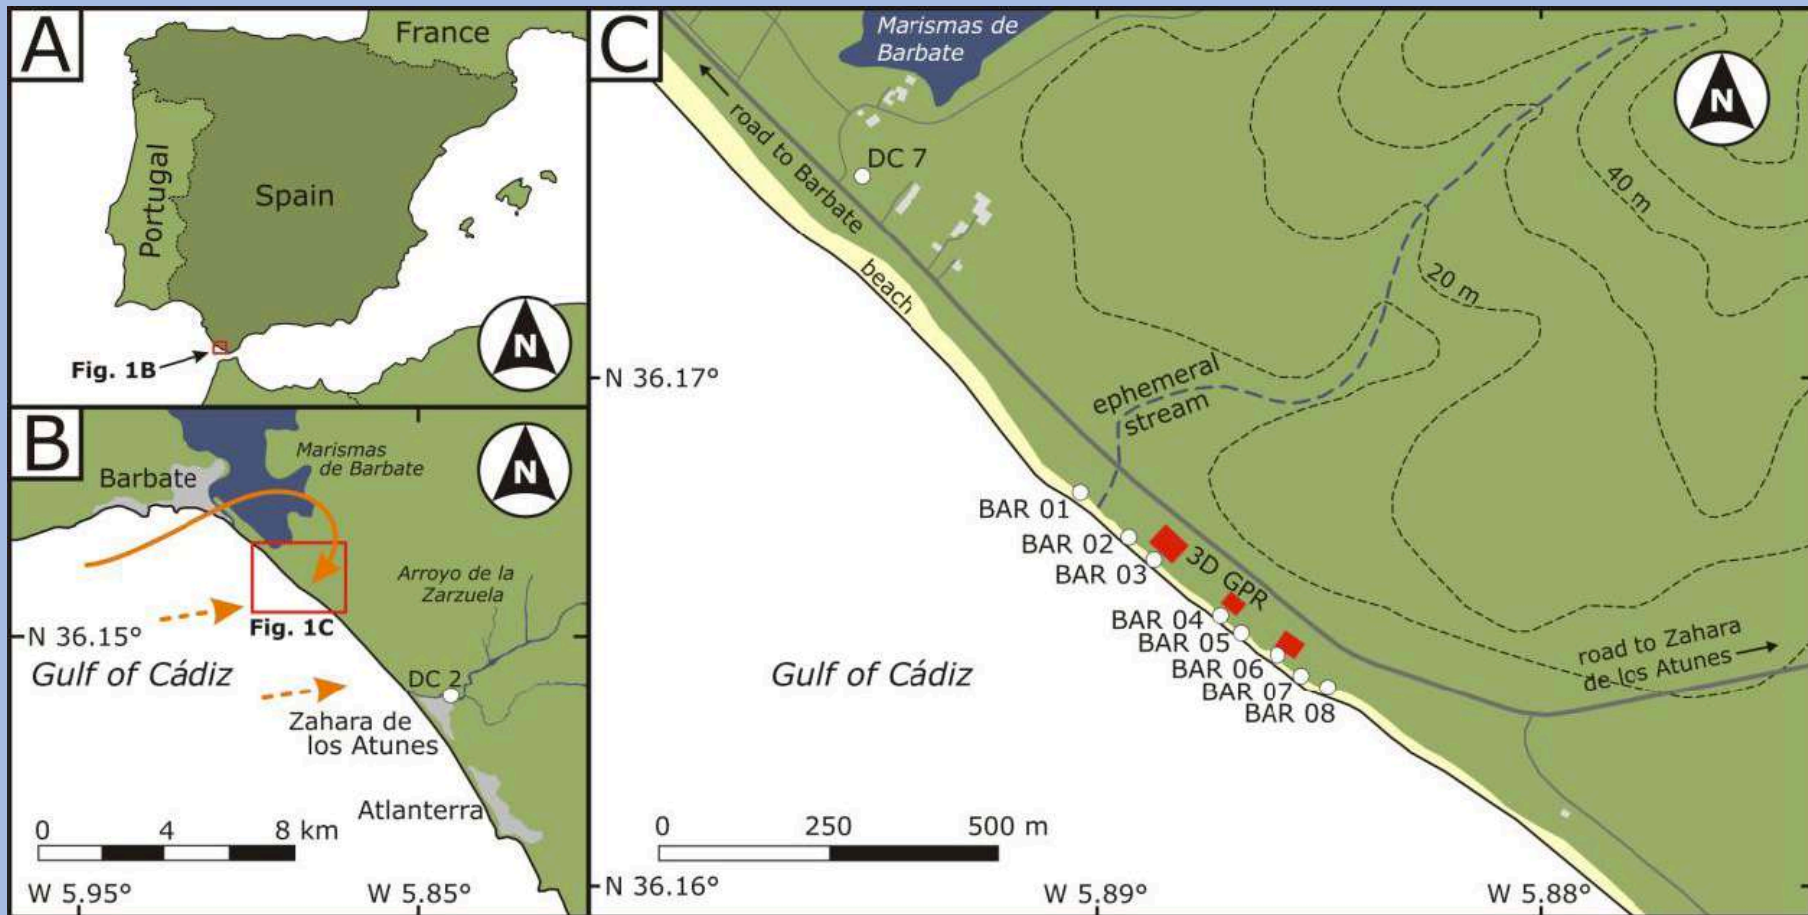 A
France
Portugal
Spain
Fig. 1B
N
B
Barbate
Marismas
de Barbate
N
Arroyo de la
Zarzuela
Fig. 1C
N 36.15°
Gulf of Cádiz
DC 2
Zahara de
los Atunes
Atlanterra
0 4 8 km
W 5.95° W 5.85°
C
Marismas de
Barbate
N
road to Barbate
DC 7
beach
40 m
20 m
N 36.17°
ephemeral
stream
BAR 01
BAR 02
BAR 03
3D GPR
BAR 04
BAR 05
BAR 06
BAR 07
BAR 08
road to Zahara
de los Atunes
Gulf of Cádiz
0 250 500 m
N 36.16°
W 5.89° W 5.88°